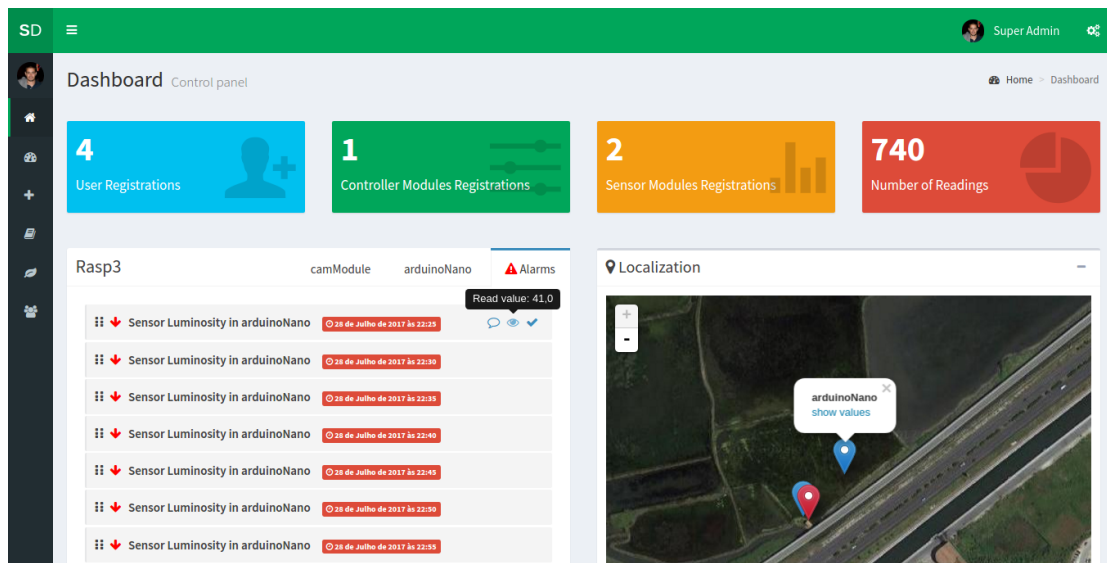 SD
Super Admin
Dashboard Control panel
Home > Dashboard
4
User Registrations
1
Controller Modules Registrations
2
Sensor Modules Registrations
740
Number of Readings
Rasp3
camModule
arduinoNano
Alarms
Read value: 41,0
Sensor Luminosity in arduinoNano 28 de Julho de 2017 às 22:25
Sensor Luminosity in arduinoNano 28 de Julho de 2017 às 22:30
Sensor Luminosity in arduinoNano 28 de Julho de 2017 às 22:35
Sensor Luminosity in arduinoNano 28 de Julho de 2017 às 22:40
Sensor Luminosity in arduinoNano 28 de Julho de 2017 às 22:45
Sensor Luminosity in arduinoNano 28 de Julho de 2017 às 22:50
Sensor Luminosity in arduinoNano 28 de Julho de 2017 às 22:55
Localization
+
-
arduinoNano
show values